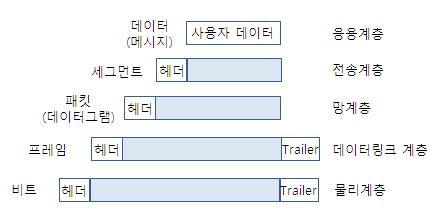 데이터
(메시지)
사용자 데이터
응용계층
세그먼트
헤더
전송계층
패킷
(데이터그램)
헤더
망계층
프레임
헤더
Trailer
데이터링크 계층
비트
헤더
Trailer
물리계층